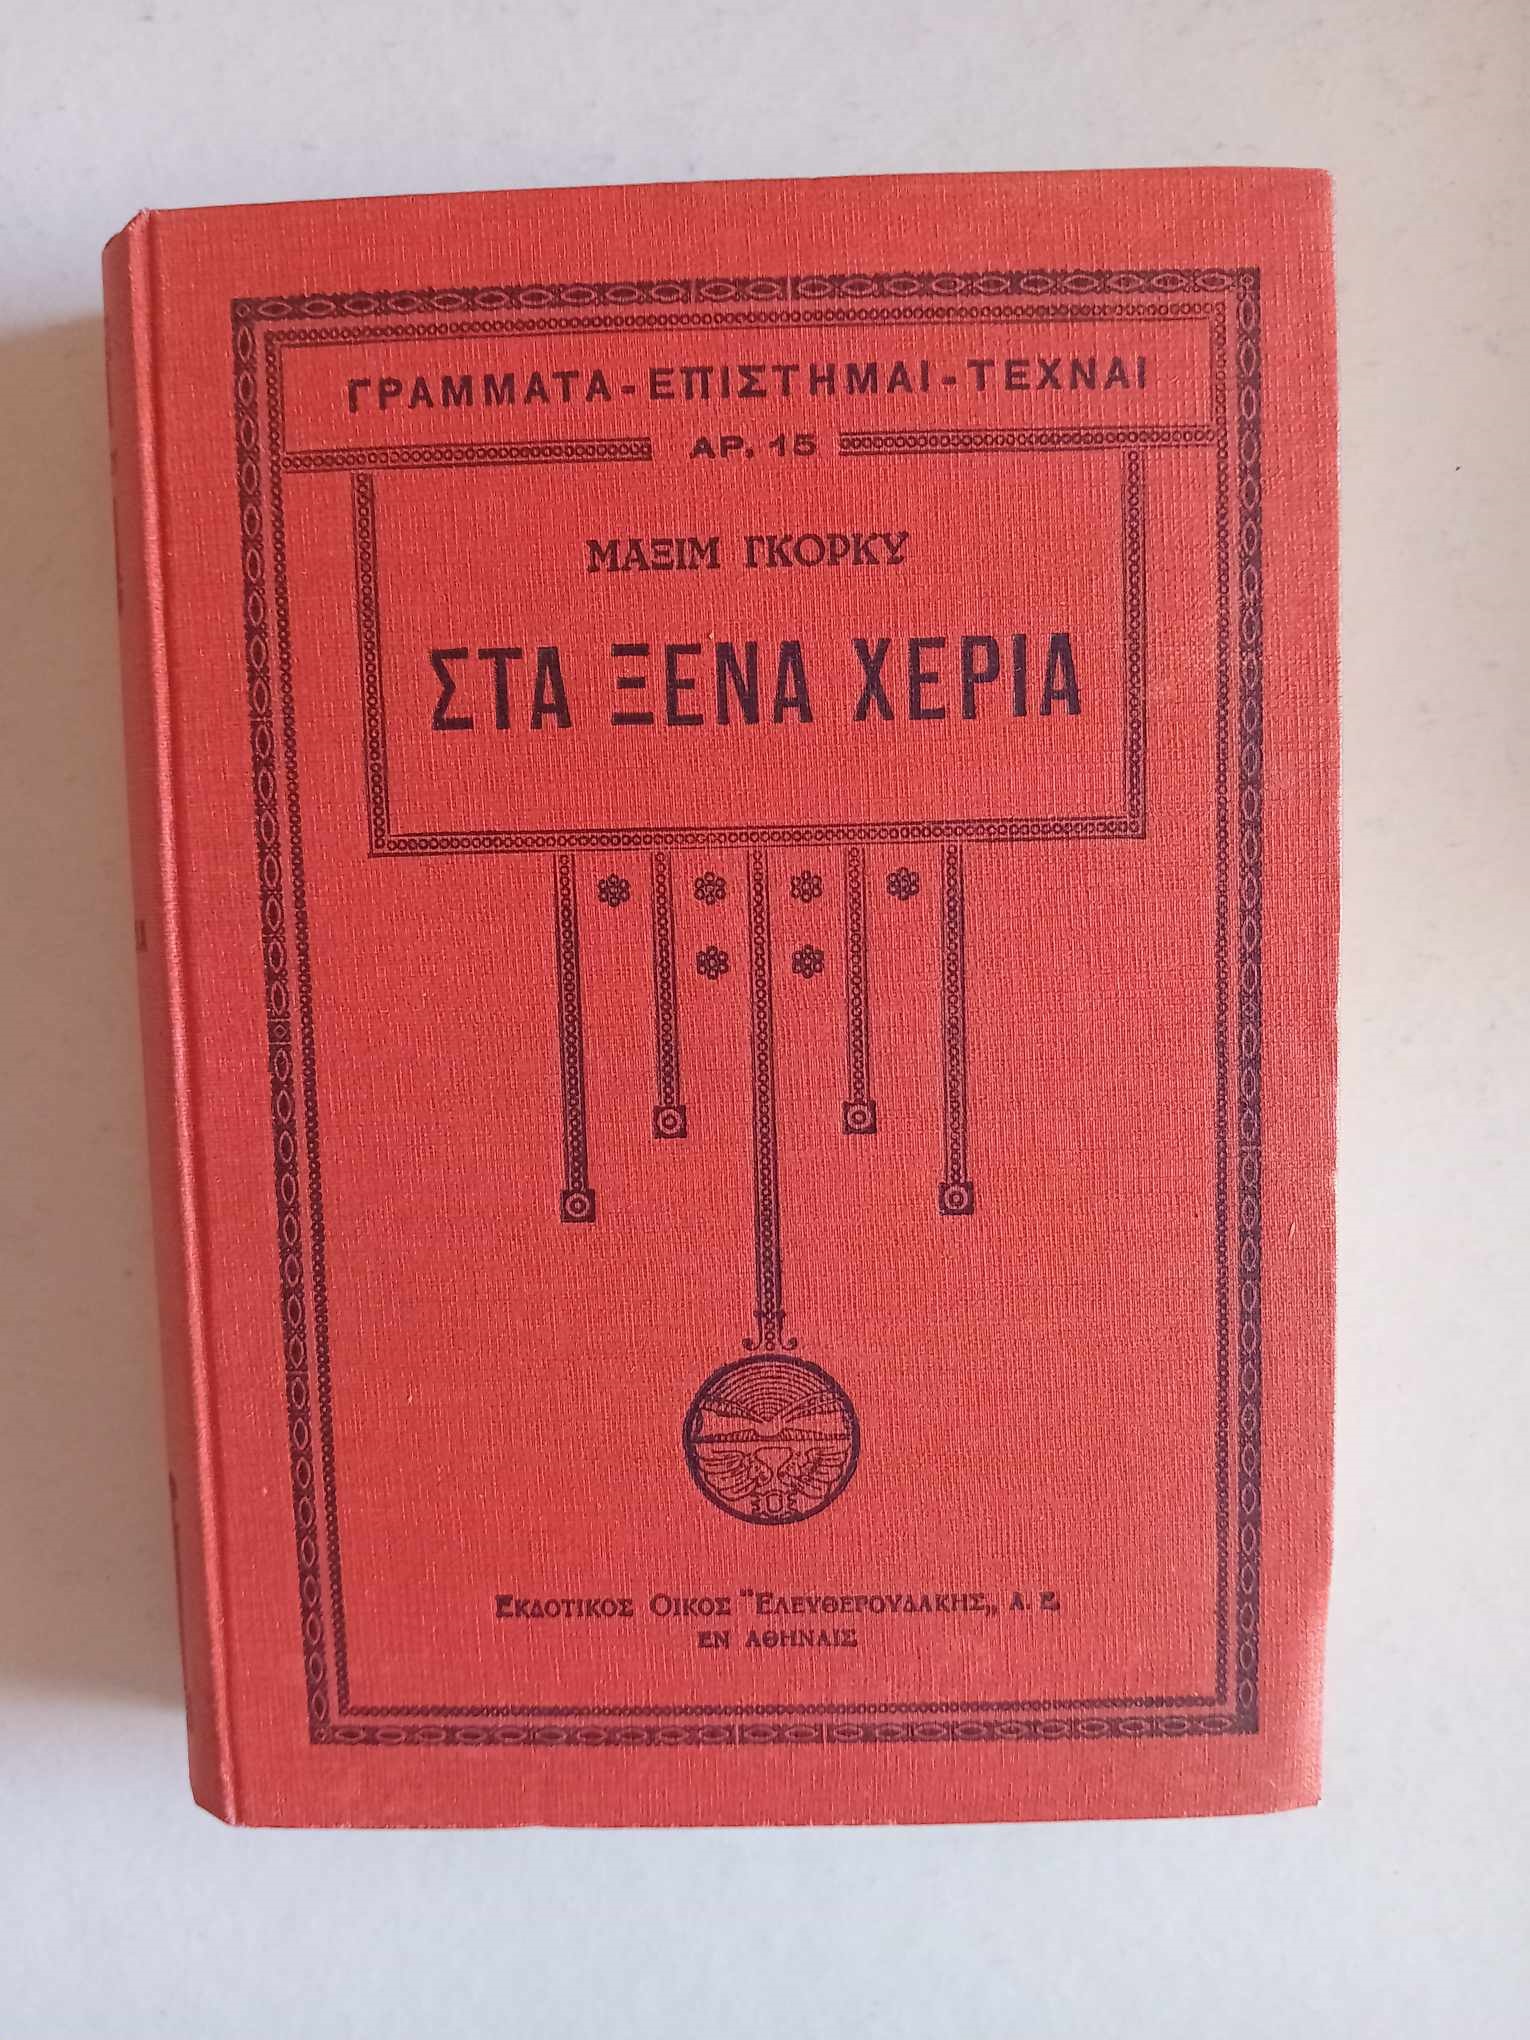 ΓΡΑΜΜΑΤΑ-ΕΠΙΣΤΗΜΑΙ-ΤΕΧΝΑΙ
ΑΡ. 15
ΜΑΞΙΜ ΓΚΟΡΚΥ
ΣΤΑ ΞΕΝΑ ΧΕΡΙΑ
ΕΚΔΟΤΙΚΟΣ ΟΙΚΟΣ "ΕΛΕΥΘΕΡΟΥΔΑΚΗΣ„ Α. Ε.
ΕΝ ΑΘΗΝΑΙΣ